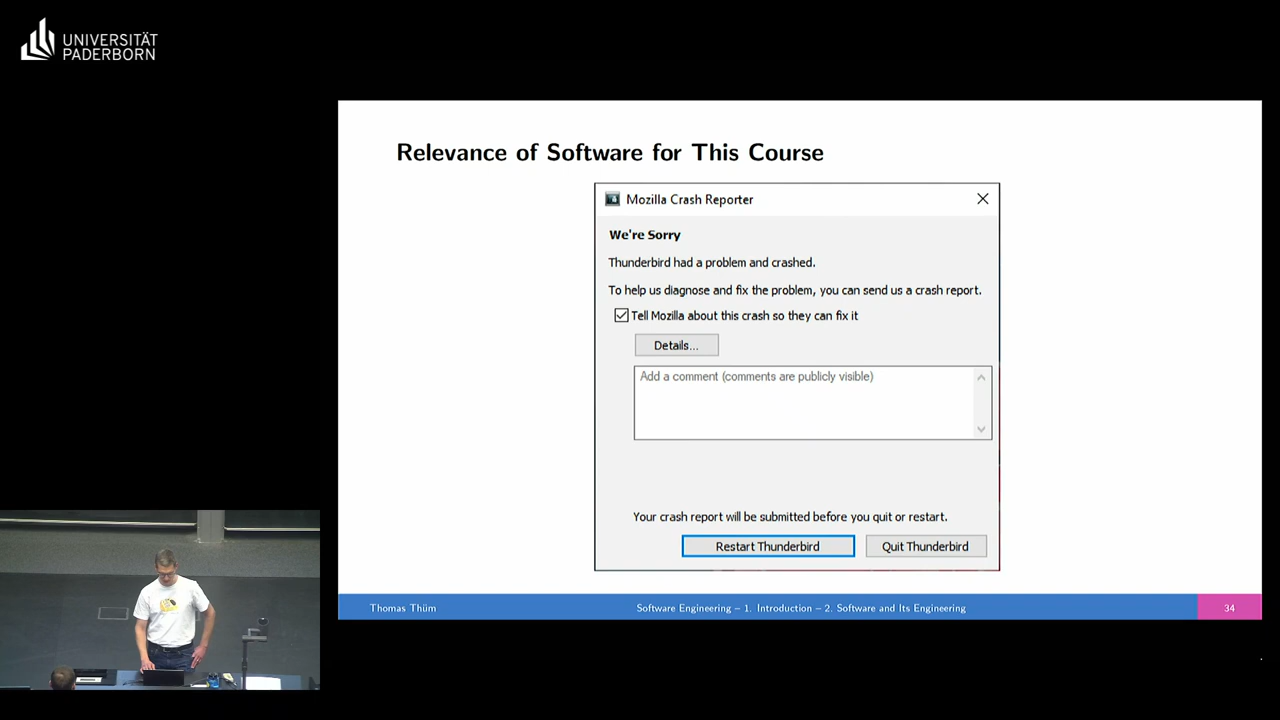 UNIVERSITÄT
PADERBORN
Relevance of Software for This Course
Mozilla Crash Reporter
We're Sorry
Thunderbird had a problem and crashed.
To help us diagnose and fix the problem, you can send us a crash report.
Tell Mozilla about this crash so they can fix it
Details...
Add a comment (comments are publicly visible)
Your crash report will be submitted before you quit or restart.
Restart Thunderbird Quit Thunderbird
Thomas Thüm Software Engineering – 1. Introduction – 2. Software and Its Engineering 34